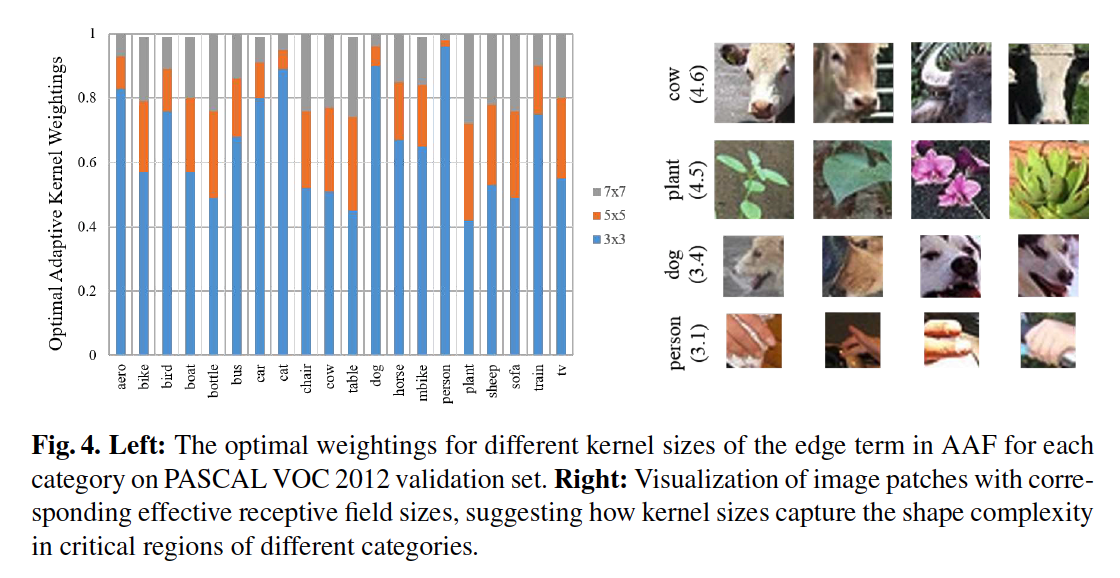 Optimal Adaptive Kernel Weightings
1
0.8
0.6
0.4
0.2
0
aero
bike
bird
boat
bottle
bus
car
cat
chair
cow
table
dog
horse
mbike
person
plant
sheep
sofa
train
tv
7x7
5x5
3x3
cow
(4.6)
plant
(4.5)
dog
(3.4)
person
(3.1)
Fig. 4. Left: The optimal weightings for different kernel sizes of the edge term in AAF for each
category on PASCAL VOC 2012 validation set. Right: Visualization of image patches with corre-
sponding effective receptive field sizes, suggesting how kernel sizes capture the shape complexity
in critical regions of different categories.